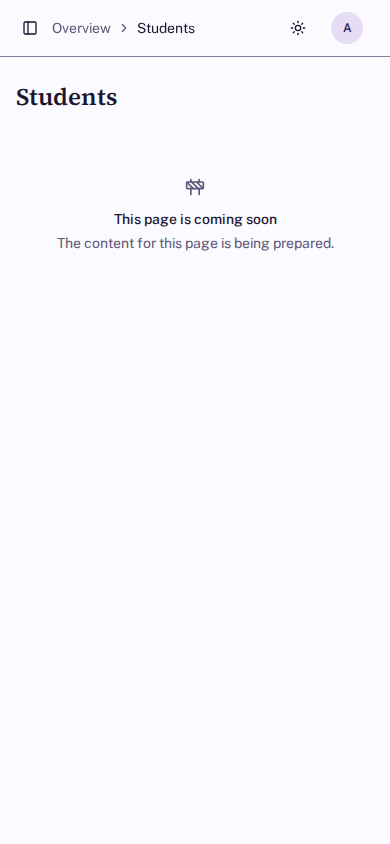 Overview > Students
A
Students
This page is coming soon
The content for this page is being prepared.